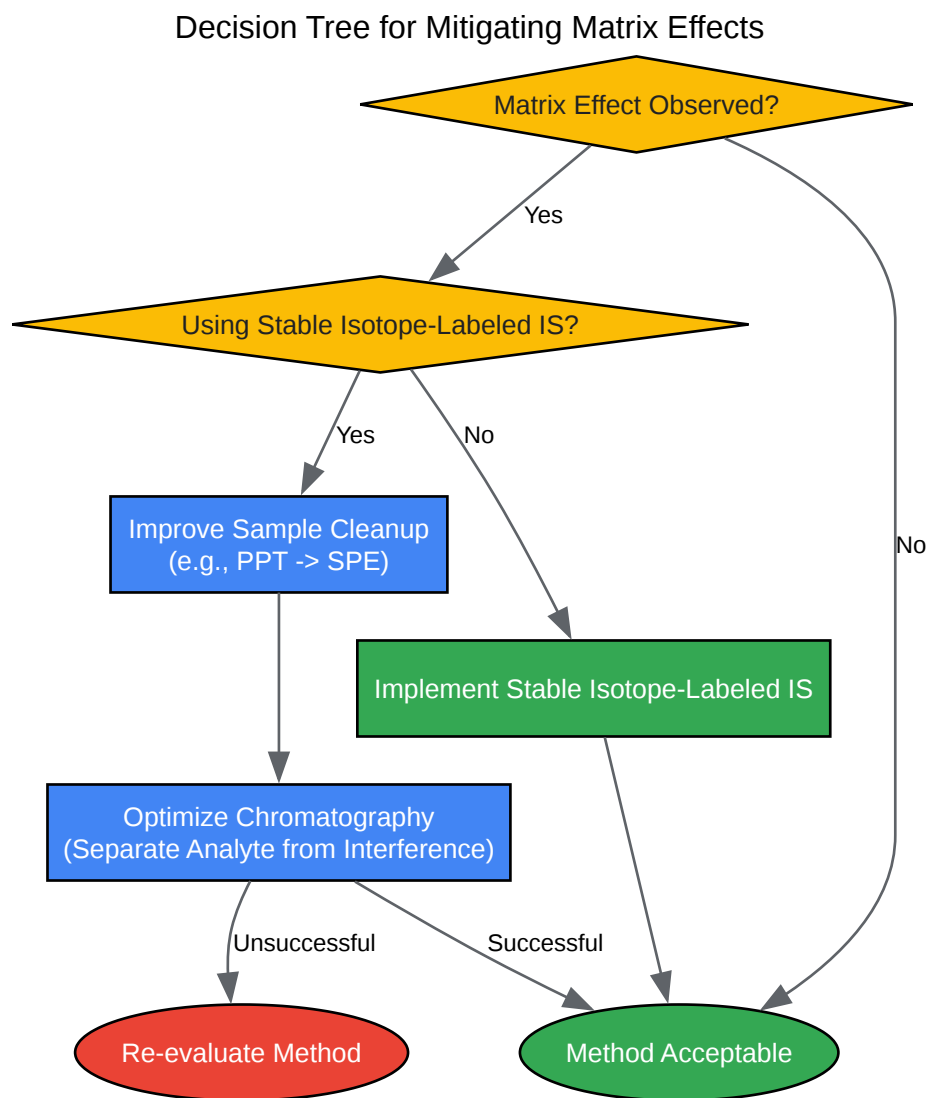 Decision Tree for Mitigating Matrix Effects
Matrix Effect Observed?
Yes
Using Stable Isotope-Labeled IS?
Yes
No
Improve Sample Cleanup
(e.g., PPT -> SPE)
No
Implement Stable Isotope-Labeled IS
Optimize Chromatography
(Separate Analyte from Interference)
Unsuccessful
Successful
Re-evaluate Method
Method Acceptable